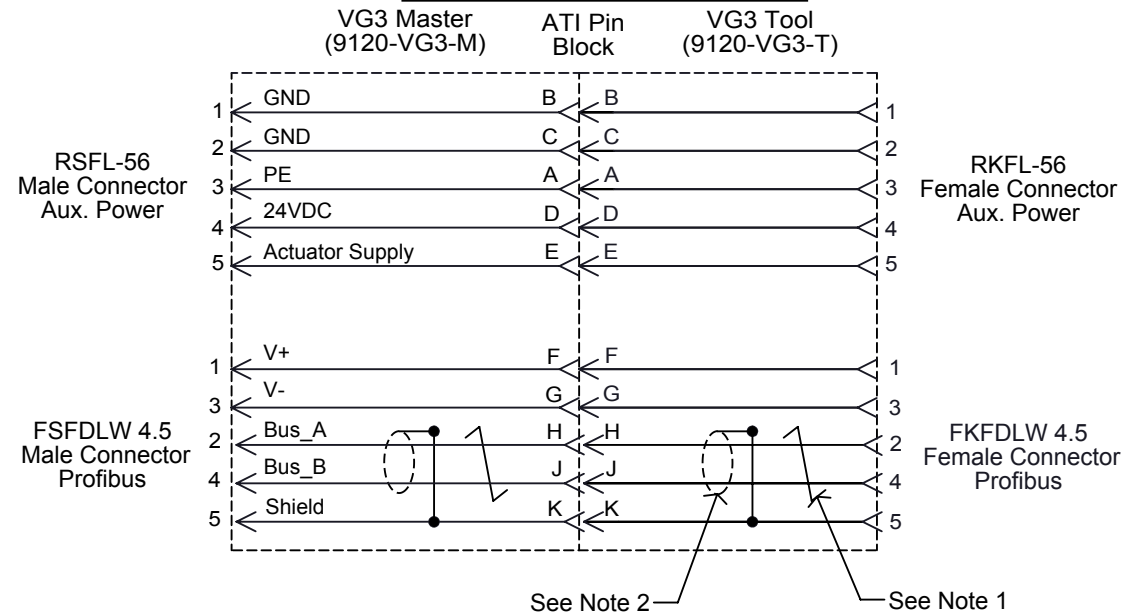 VG3 Master ATI Pin VG3 Tool
(9120-VG3-M) Block (9120-VG3-T)
1 GND B B 1
2 GND C C 2
RSFL-56
Male Connector
Aux. Power
3 PE A A 3
RKFL-56
Female Connector
Aux. Power
4 24VDC D D 4
5 Actuator Supply E E 5
1 V+ F F 1
3 V- G G 3
FSFDLW 4.5
Male Connector
Profibus
2 Bus_A H H 2
FKFDLW 4.5
Female Connector
Profibus
4 Bus_B J J 4
5 Shield K K 5
See Note 2 See Note 1